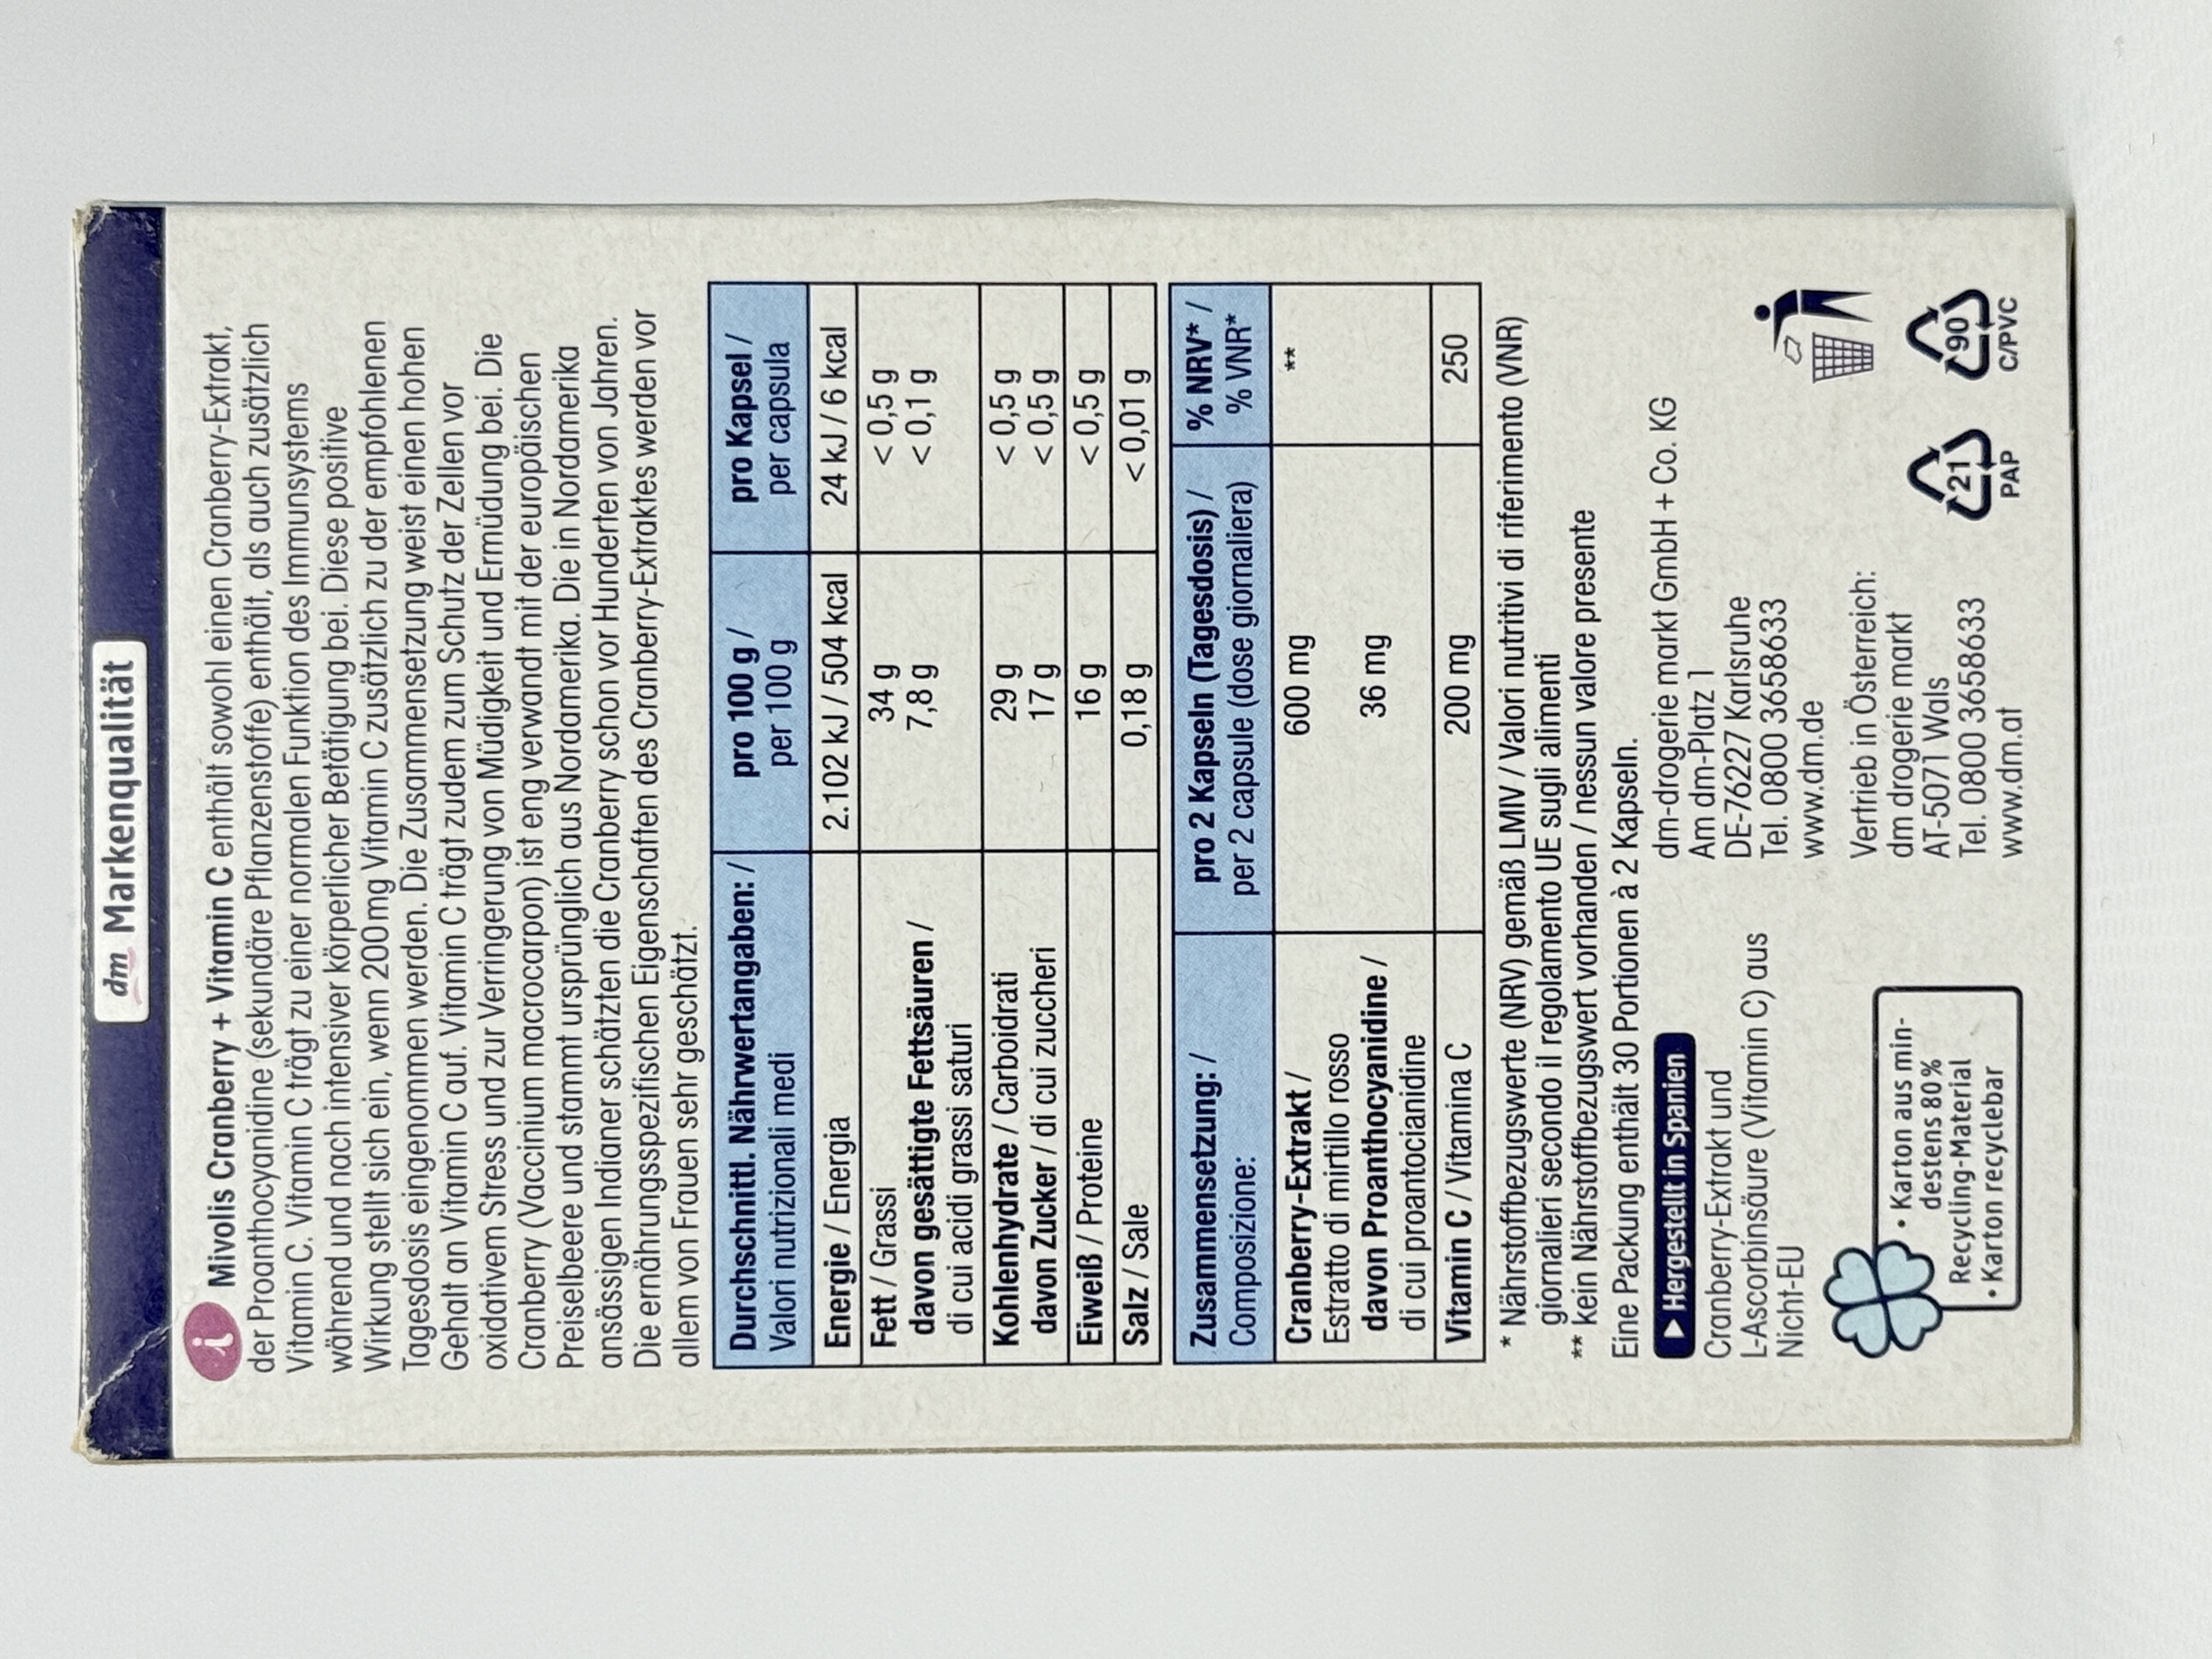 dm Markenqualität
i Mivolis Cranberry + Vitamin C enthält sowohl einen Cranberry-Extrakt,
der Proanthocyanidine (sekundäre Pflanzenstoffe) enthält, als auch zusätzlich
Vitamin C. Vitamin C trägt zu einer normalen Funktion des Immunsystems
während und nach intensiver körperlicher Betätigung bei. Diese positive
Wirkung stellt sich ein, wenn 200 mg Vitamin C zusätzlich zu der empfohlenen
Tagesdosis eingenommen werden. Die Zusammensetzung weist einen hohen
Gehalt an Vitamin C auf. Vitamin C trägt zudem zum Schutz der Zellen vor
oxidativem Stress und zur Verringerung von Müdigkeit und Ermüdung bei. Die
Cranberry (Vaccinium macrocarpon) ist eng verwandt mit der europäischen
Preiselbeere und stammt ursprünglich aus Nordamerika. Die in Nordamerika
ansässigen Indianer schätzten die Cranberry schon vor Hunderten von Jahren.
Die ernährungsspezifischen Eigenschaften des Cranberry-Extraktes werden vor
allem von Frauen sehr geschätzt.
Durchschnittl. Nährwertangaben: / pro 100 g / pro Kapsel /
Valori nutrizionali medi per 100 g per capsula
Energie / Energia 2.102 kJ / 504 kcal 24 kJ / 6 kcal
Fett / Grassi 34 g < 0,5 g
davon gesättigte Fettsäuren / 7,8 g < 0,1 g
di cui acidi grassi saturi
Kohlenhydrate / Carboidrati 29 g < 0,5 g
davon Zucker / di cui zuccheri 17 g < 0,5 g
Eiweiß / Proteine 16 g < 0,5 g
Salz / Sale 0,18 g < 0,01 g
Zusammensetzung: / pro 2 Kapseln (Tagesdosis) / % NRV* /
Composizione: per 2 capsule (dose giornaliera) % VNR*
Cranberry-Extrakt / 600 mg **
Estratto di mirtillo rosso
davon Proanthocyanidine / 36 mg
di cui proantocianidine
Vitamin C / Vitamina C 200 mg 250
* Nährstoffbezugswerte (NRV) gemäß LMIV / Valori nutritivi di riferimento (VNR)
giornalieri secondo il regolamento UE sugli alimenti
** kein Nährstoffbezugswert vorhanden / nessun valore presente
Eine Packung enthält 30 Portionen à 2 Kapseln.
Hergestellt in Spanien
Cranberry-Extrakt und
L-Ascorbinsäure (Vitamin C) aus
Nicht-EU
• Karton aus min-
destens 80%
Recycling-Material
• Karton recyclebar
dm-drogerie markt GmbH + Co. KG
Am dm-Platz 1
DE-76227 Karlsruhe
Tel. 0800 3658633
www.dm.de
Vertrieb in Österreich:
dm drogerie markt
AT-5071 Wals
Tel. 0800 3658633
www.dm.at
21
PAP
90
C/PVC